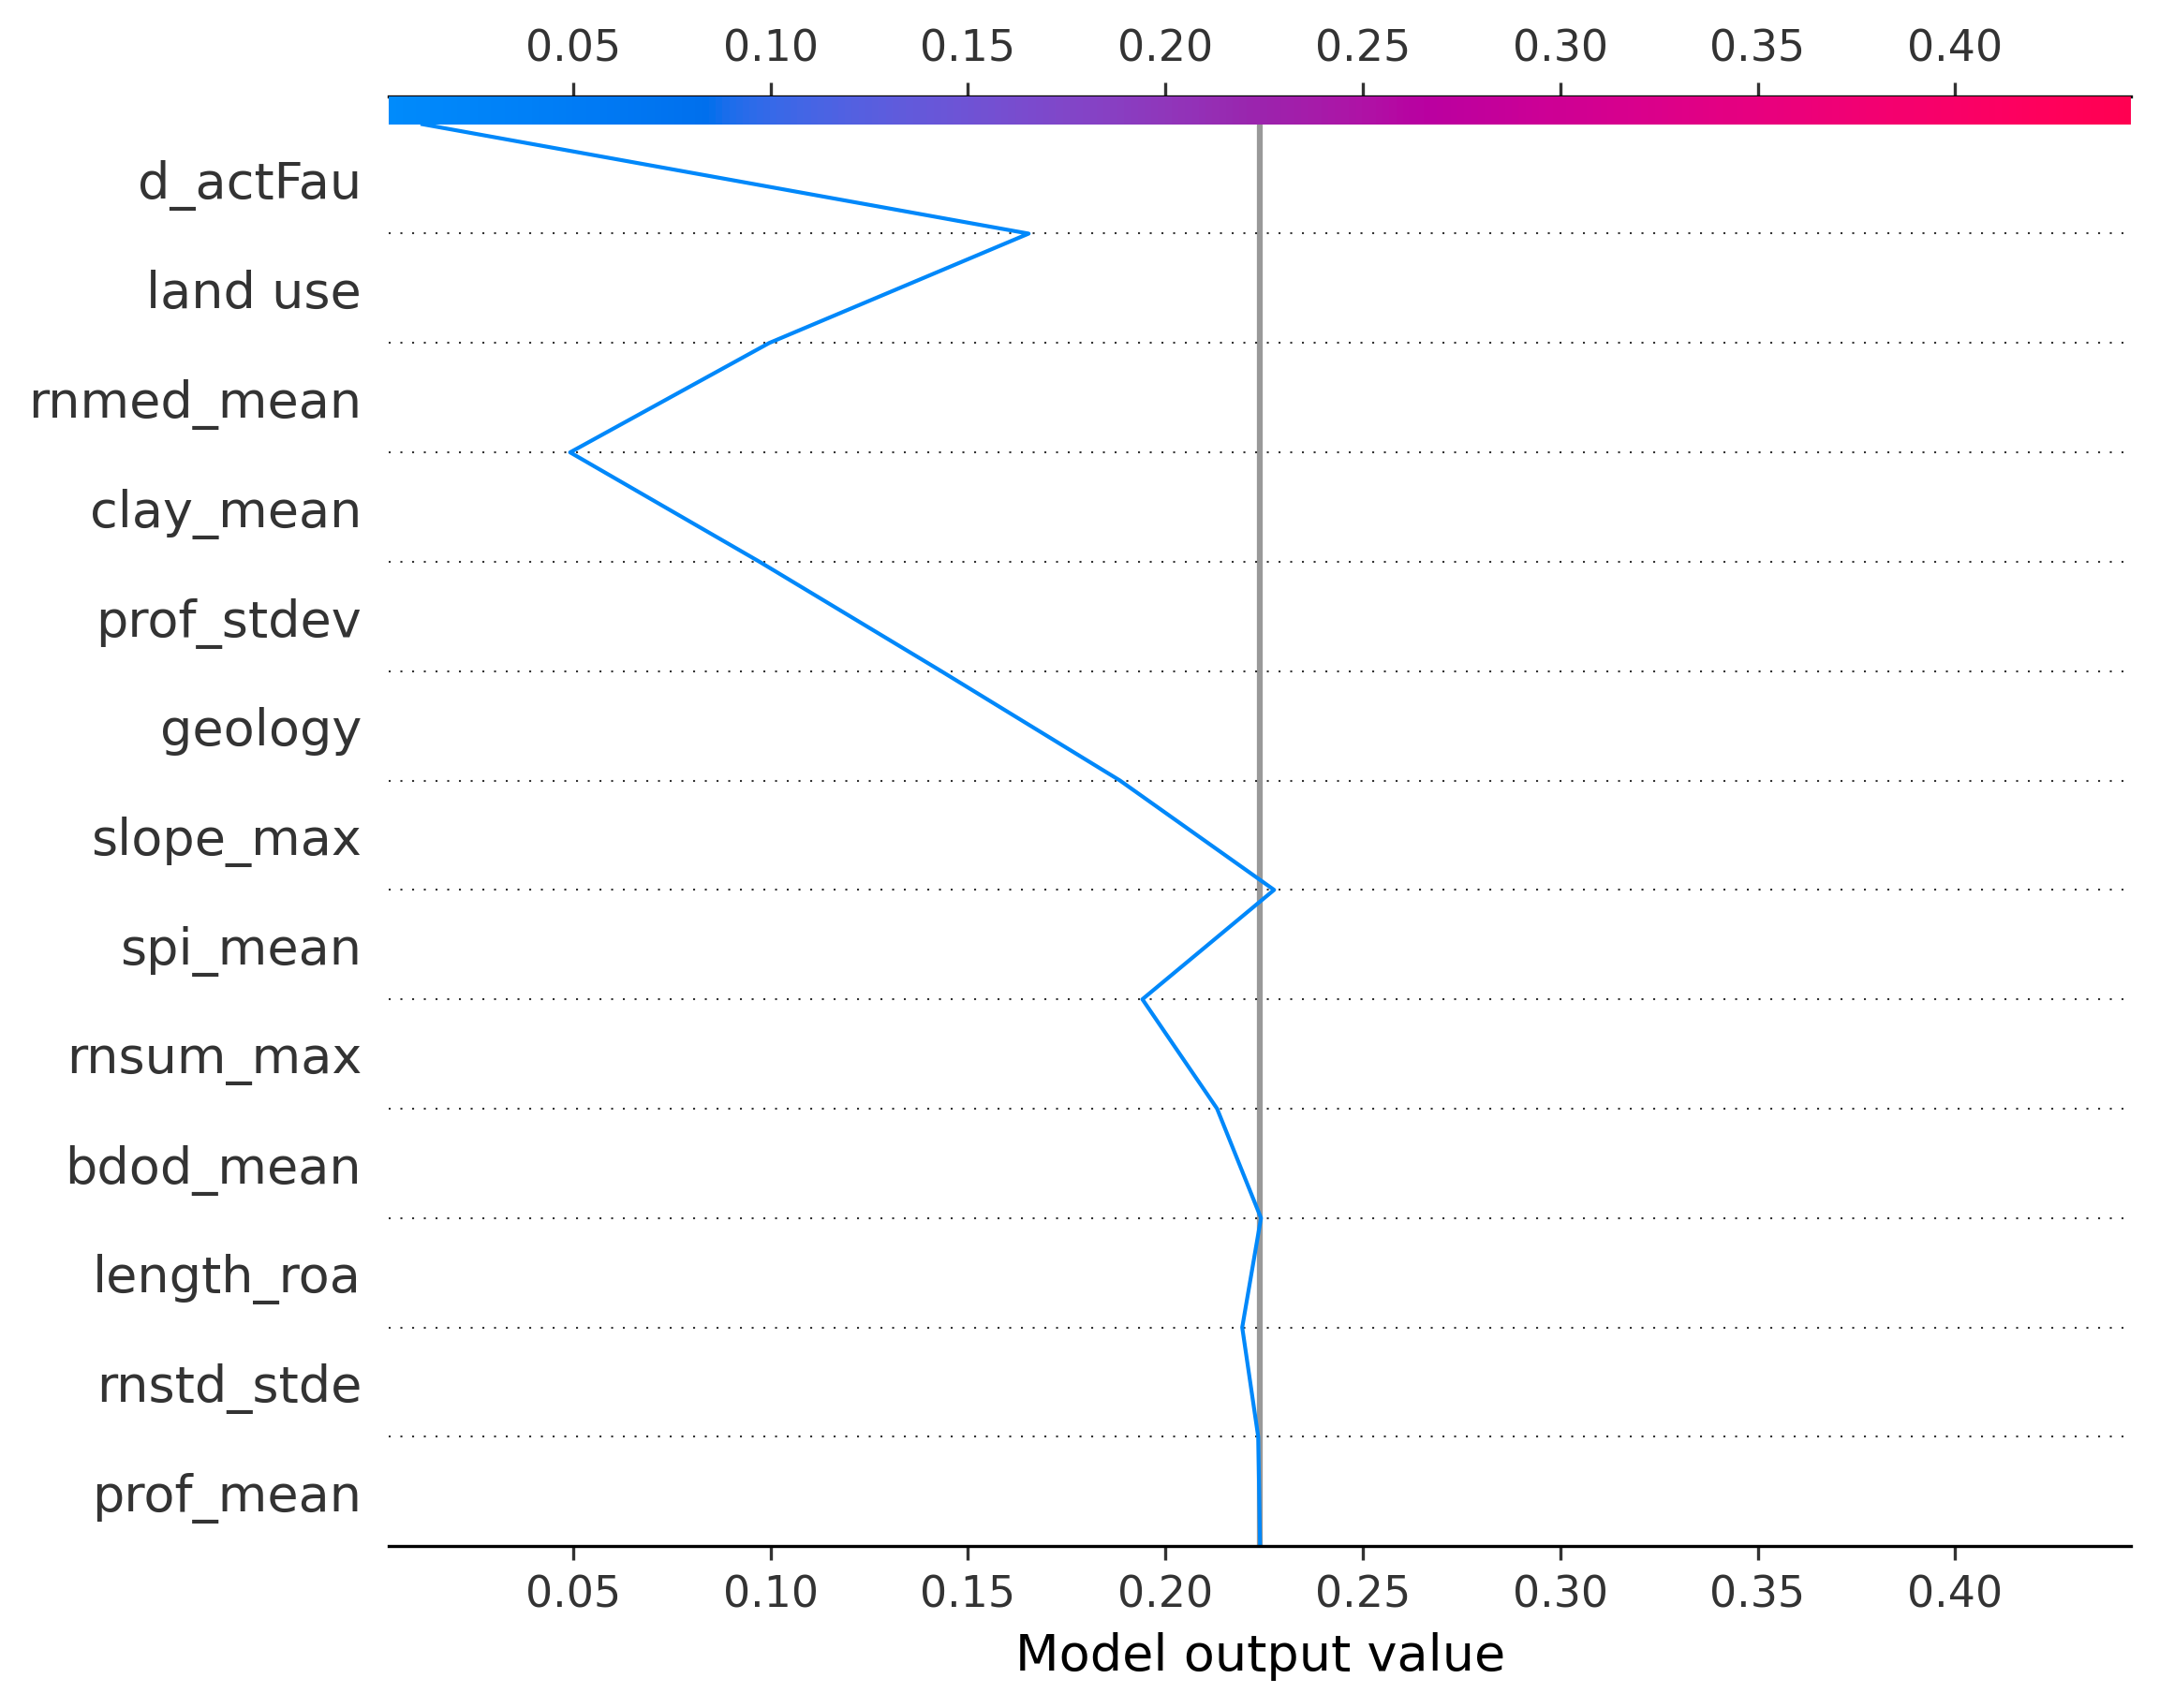 0.05 0.10 0.15 0.20 0.25 0.30 0.35 0.40
d_actFau
land use
rnmed_mean
clay_mean
prof_stdev
geology
slope_max
spi_mean
rnsum_max
bdod_mean
length_roa
rnstd_stde
prof_mean
0.05 0.10 0.15 0.20 0.25 0.30 0.35 0.40
Model output value